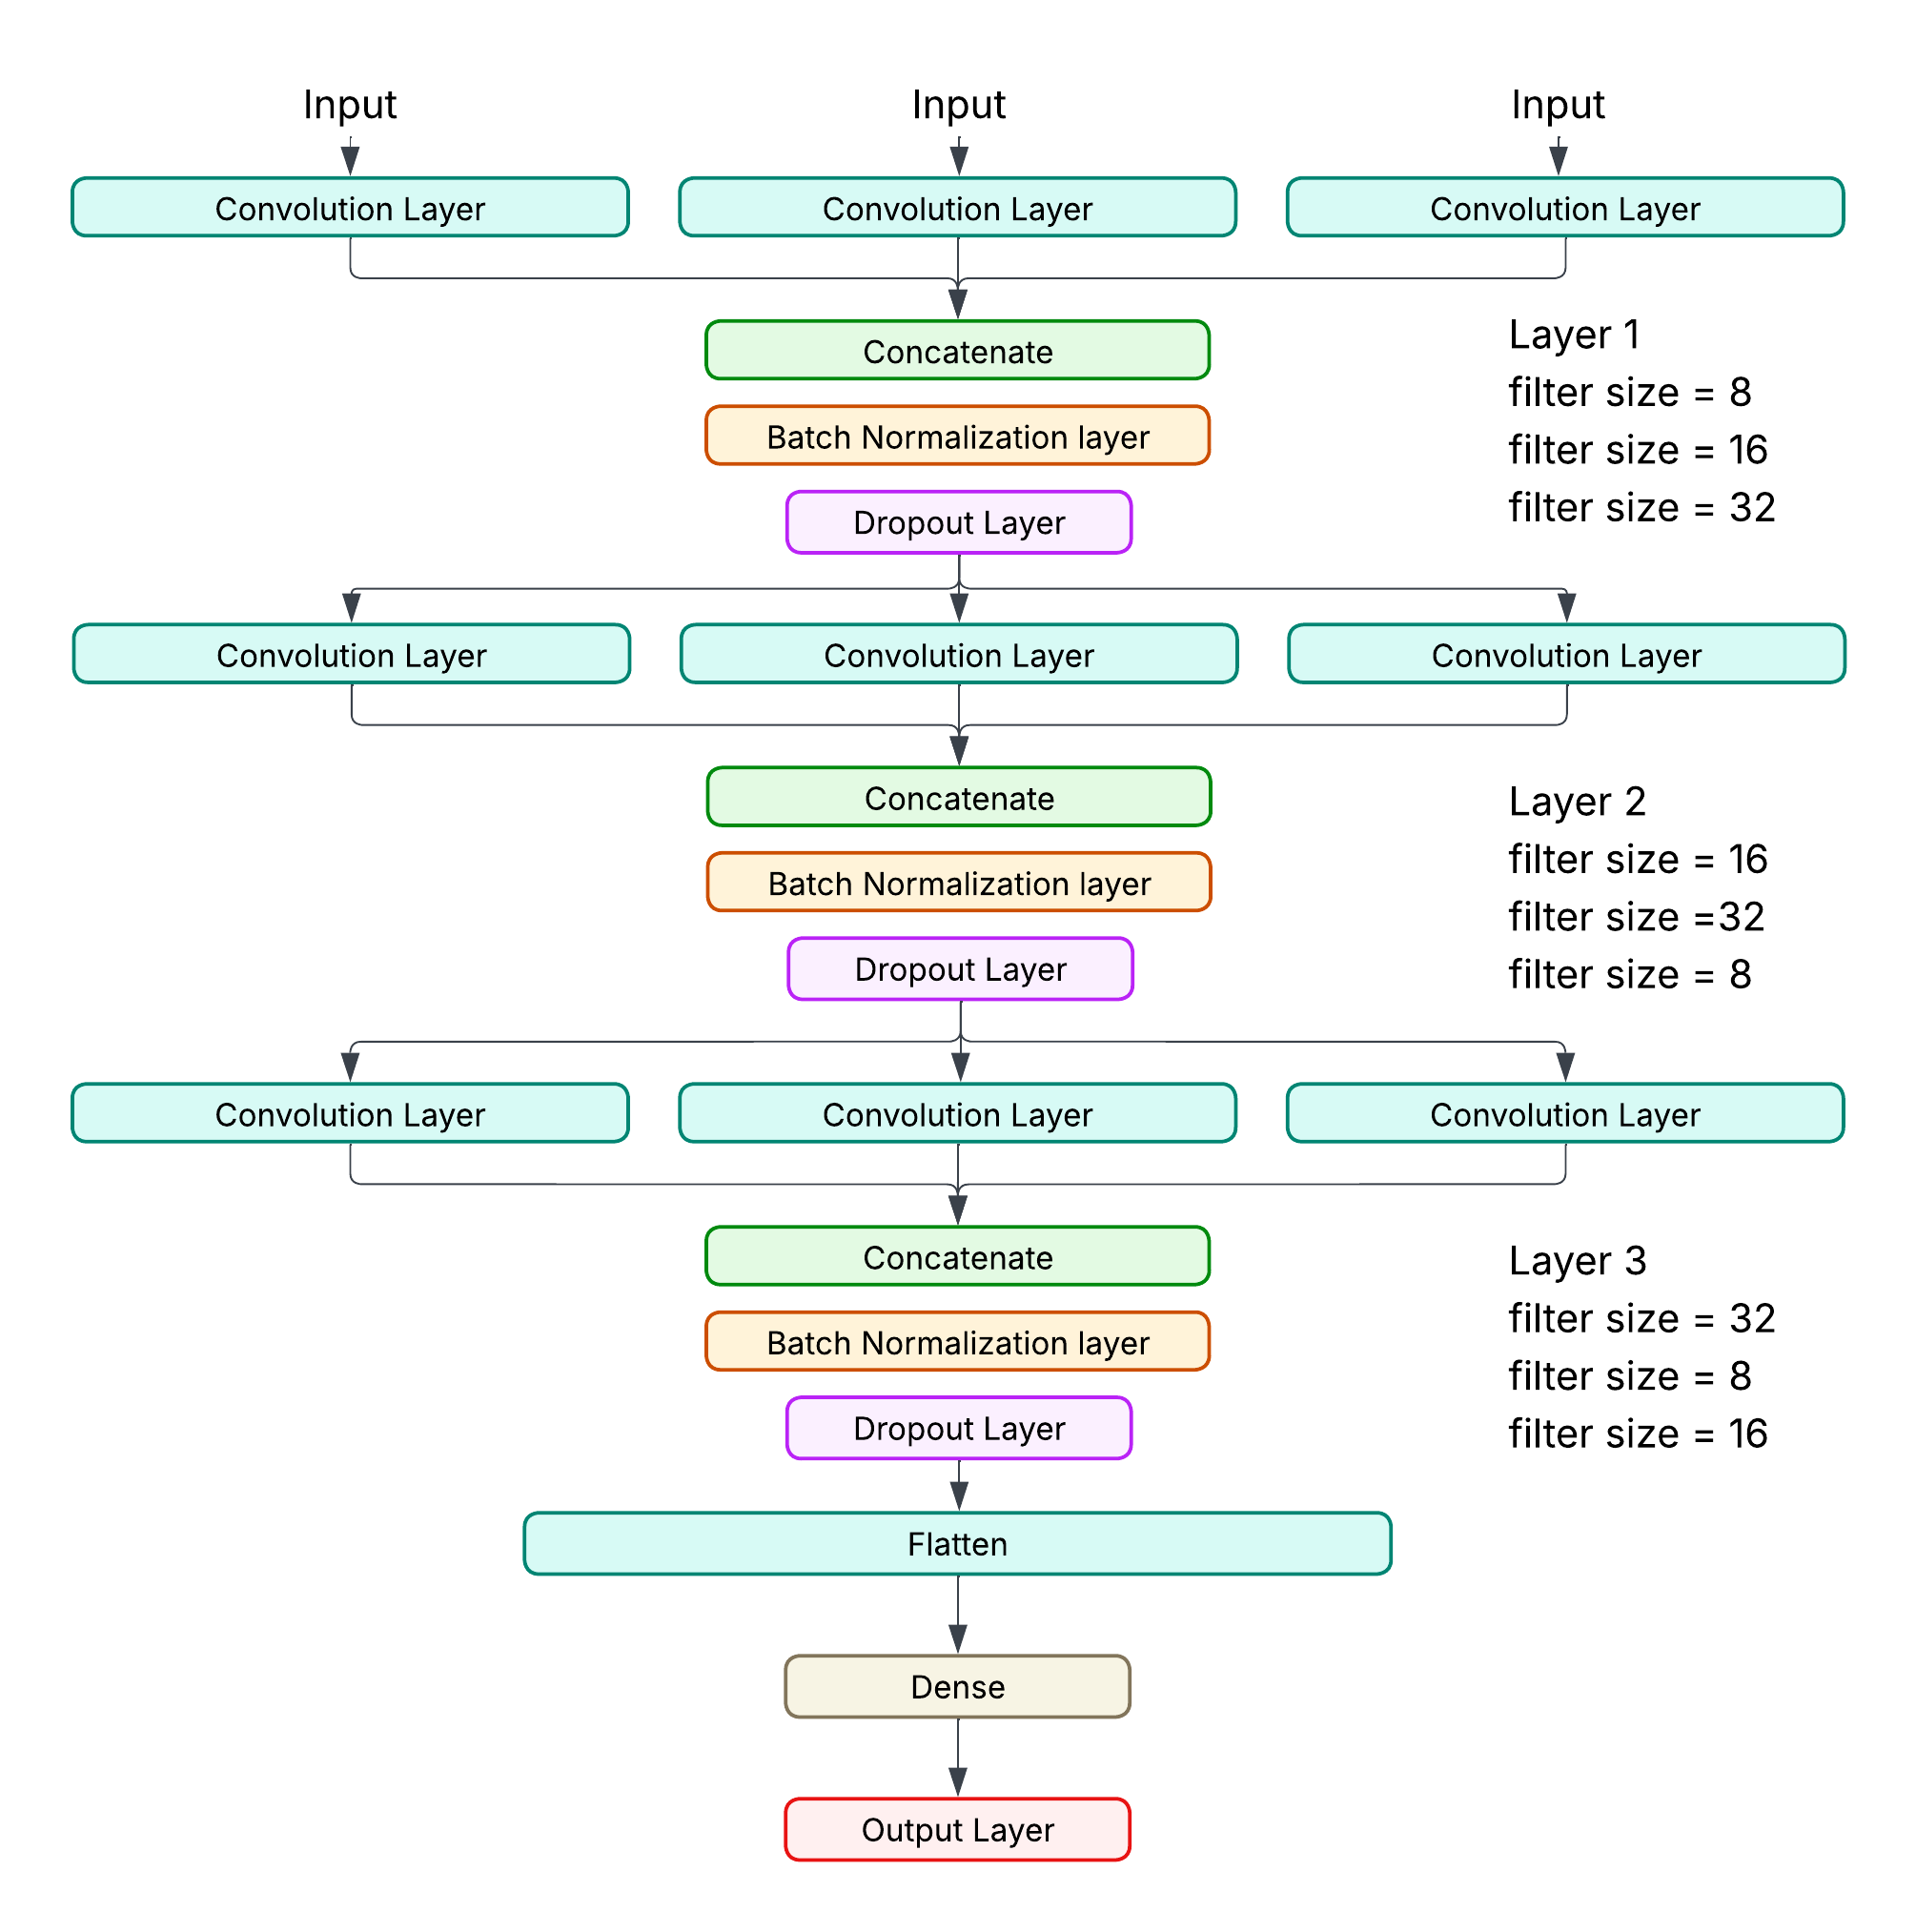 Input
Input
Input
Convolution Layer
Convolution Layer
Convolution Layer
Concatenate
Batch Normalization layer
Dropout Layer
Layer 1
filter size = 8
filter size = 16
filter size = 32
Convolution Layer
Convolution Layer
Convolution Layer
Concatenate
Batch Normalization layer
Dropout Layer
Layer 2
filter size = 16
filter size =32
filter size = 8
Convolution Layer
Convolution Layer
Convolution Layer
Concatenate
Batch Normalization layer
Dropout Layer
Layer 3
filter size = 32
filter size = 8
filter size = 16
Flatten
Dense
Output Layer